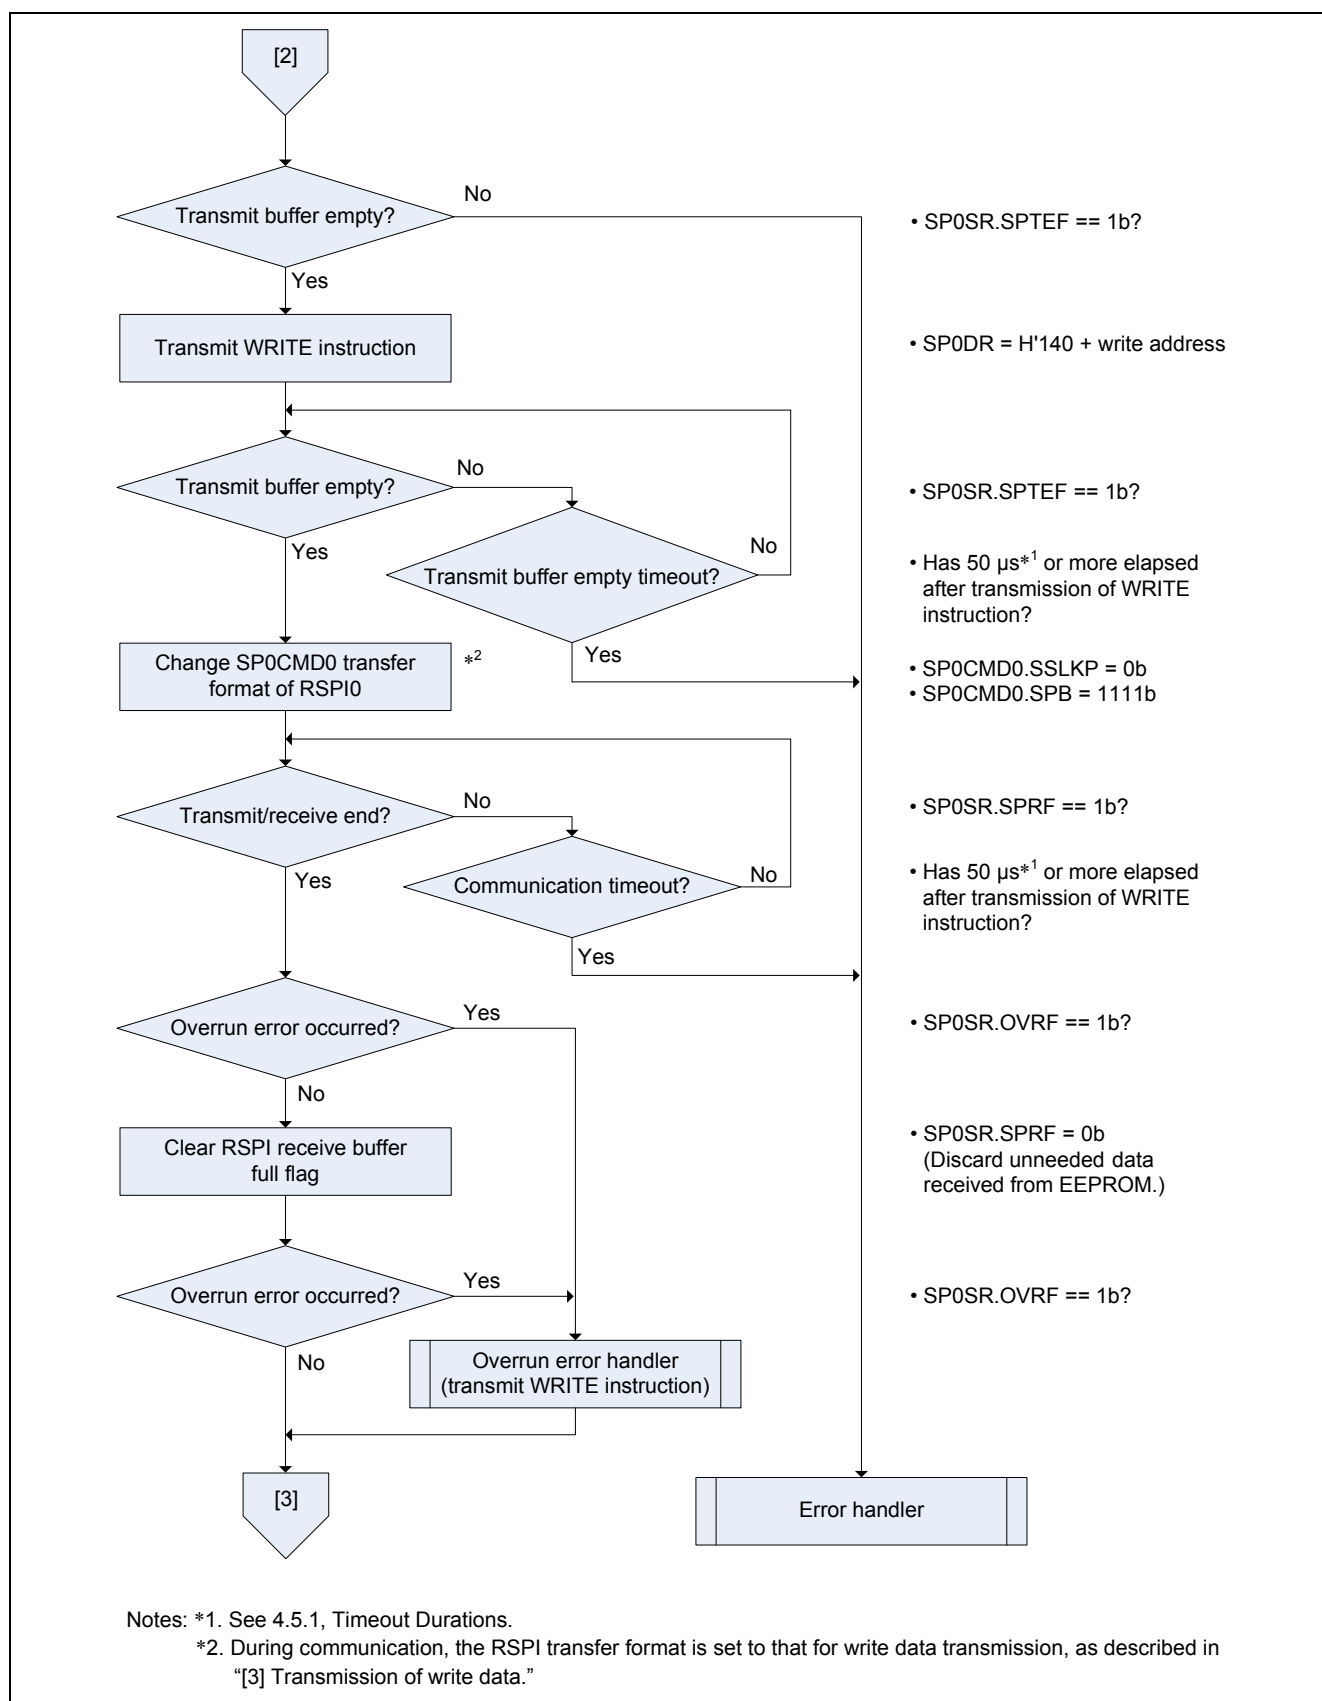 [2]
Transmit buffer empty?
No
• SP0SR.SPTEF == 1b?
Yes
Transmit WRITE instruction
• SP0DR = H'140 + write address
Transmit buffer empty?
No
• SP0SR.SPTEF == 1b?
Yes
Transmit buffer empty timeout?
No
• Has 50 µs*1 or more elapsed
after transmission of WRITE
instruction?
Yes
Change SP0CMD0 transfer
format of RSPI0
*2
• SP0CMD0.SSLKP = 0b
• SP0CMD0.SPB = 1111b
Transmit/receive end?
No
• SP0SR.SPRF == 1b?
Yes
Communication timeout?
No
• Has 50 µs*1 or more elapsed
after transmission of WRITE
instruction?
Yes
Overrun error occurred?
Yes
• SP0SR.OVRF == 1b?
No
Clear RSPI receive buffer
full flag
• SP0SR.SPRF = 0b
(Discard unneeded data
received from EEPROM.)
Overrun error occurred?
Yes
• SP0SR.OVRF == 1b?
No
Overrun error handler
(transmit WRITE instruction)
[3]
Error handler
Notes: *1. See 4.5.1, Timeout Durations.
*2. During communication, the RSPI transfer format is set to that for write data transmission, as described in
“[3] Transmission of write data.”